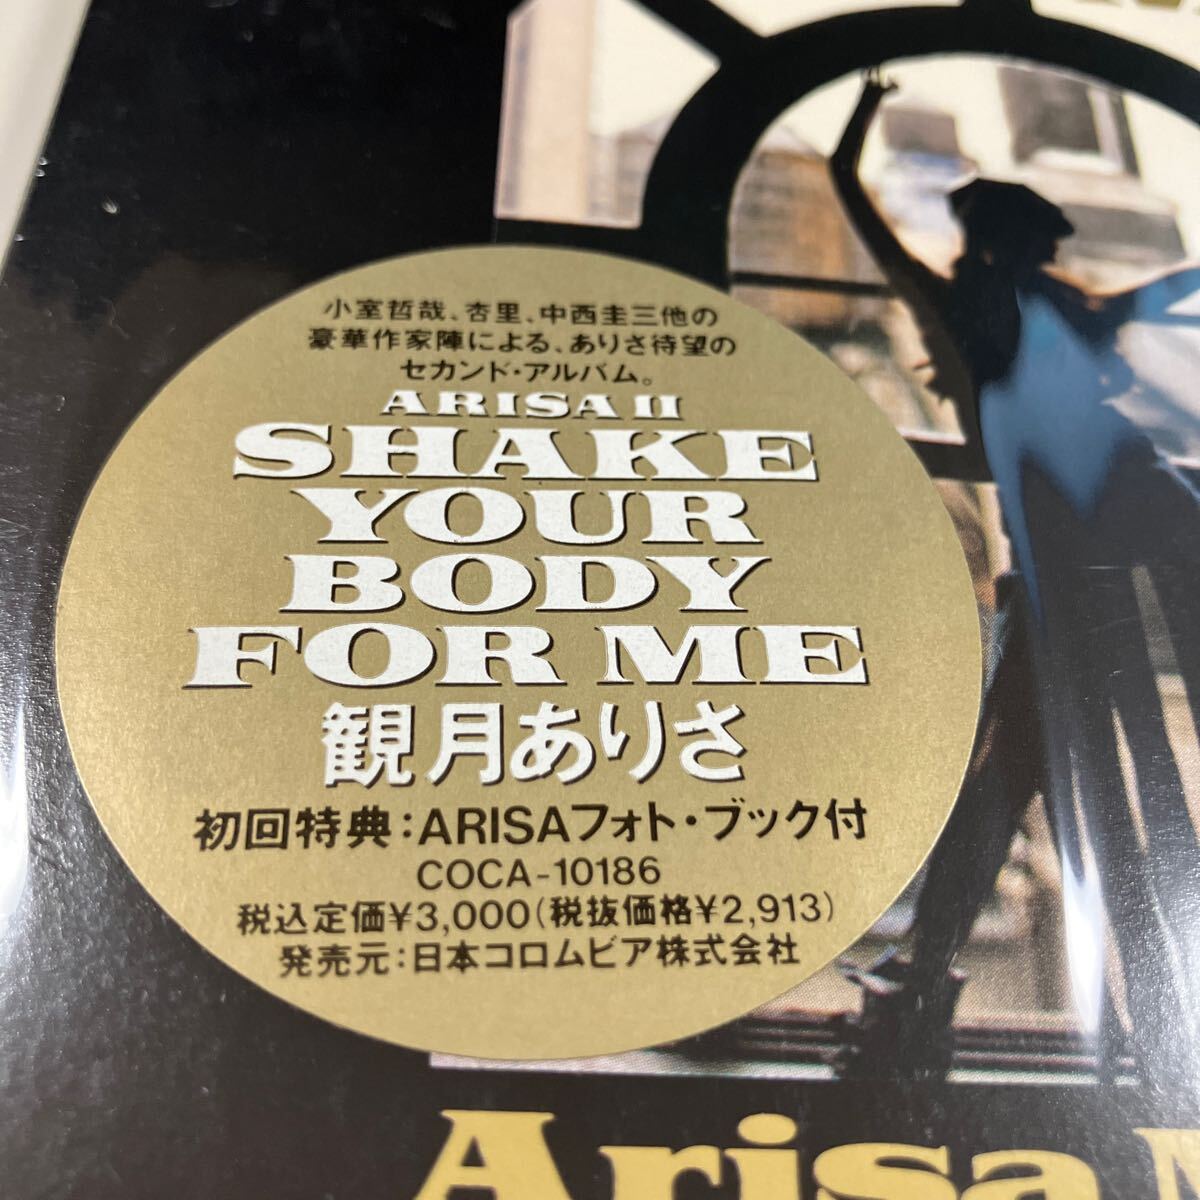 小室哲哉、杏里、中西圭三他の
豪華作家陣による、ありさ待望の
セカンド・アルバム。
ARISA II
SHAKE
YOUR
BODY
FOR ME
観月ありさ
初回特典:ARISAフォト・ブック付
COCA-10186
税込定価¥3,000(税抜価格¥2,913)
発売元:日本コロムビア株式会社
Arisa